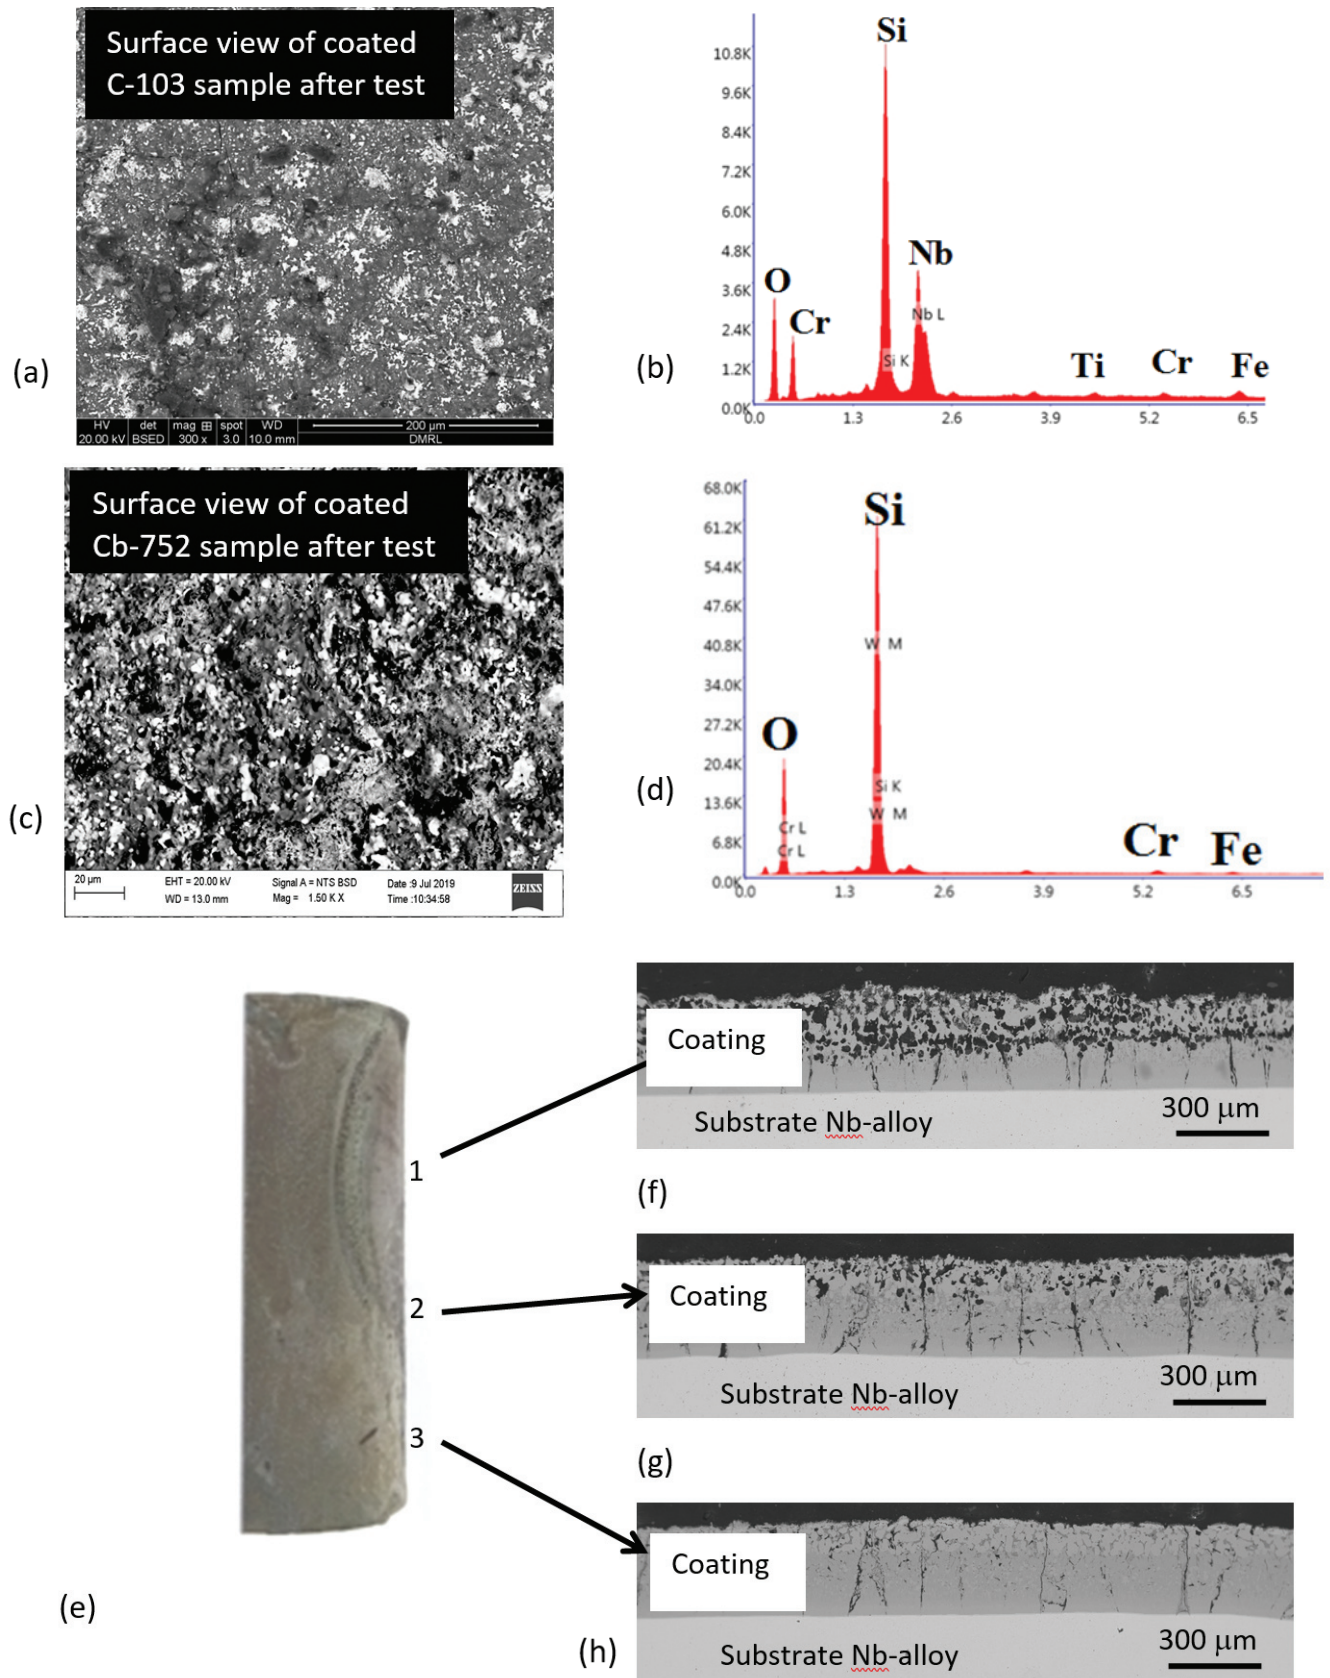 Surface view of coated
C-103 sample after test
HV det mag ⊞ spot WD 200 µm
20.00 kV BSED 300 x 3.0 10.0 mm DMRL
(a)
10.8K
9.6K
8.4K
7.2K
6.0K
4.8K
3.6K
2.4K
1.2K
0.0K
0.0 1.3 2.6 3.9 5.2 6.5
Si
Nb
O
Cr
Nb L
Si K
Ti Cr Fe
(b)
Surface view of coated
Cb-752 sample after test
20 µm
EHT = 20.00 kV Signal A = NTS BSD Date :9 Jul 2019
WD = 13.0 mm Mag = 1.50 K X Time :10:34:58
ZEISS
(c)
68.0K
61.2K
54.4K
47.6K
40.8K
34.0K
27.2K
20.4K
13.6K
6.8K
0.0K
0.0 1.3 2.6 3.9 5.2 6.5
Si
W M
O
Si K
W M
Cr L
Cr L
Cr Fe
(d)
1
2
3
(e)
Coating
Substrate Nb-alloy
300 µm
(f)
Coating
Substrate Nb-alloy
300 µm
(g)
Coating
Substrate Nb-alloy
300 µm
(h)